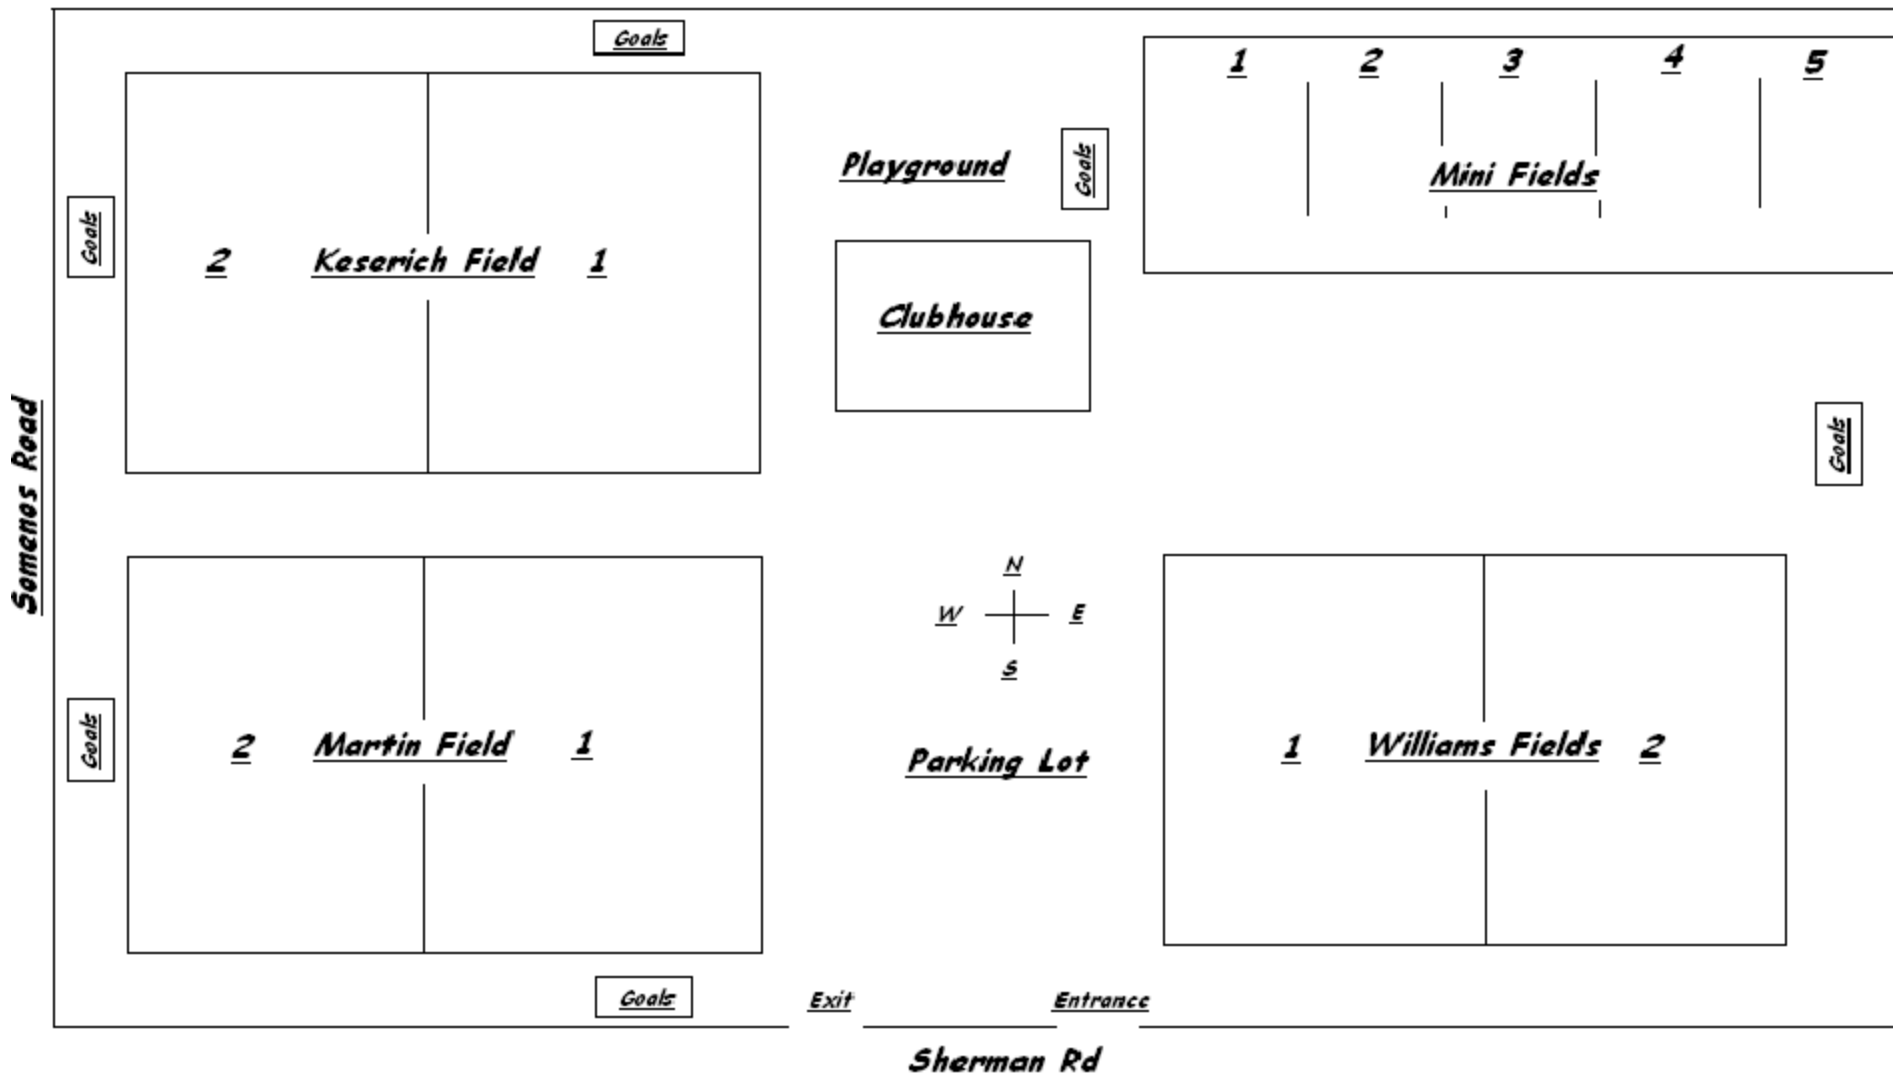 Goals
1 2 3 4 5
Playground
Goals
Mini Fields
Goals
2 Keserich Field 1
Clubhouse
Somenos Road
Goals
N
W E
S
Goals
2 Martin Field 1
Parking Lot
1 Williams Fields 2
Goals
Exit
Entrance
Sherman Rd